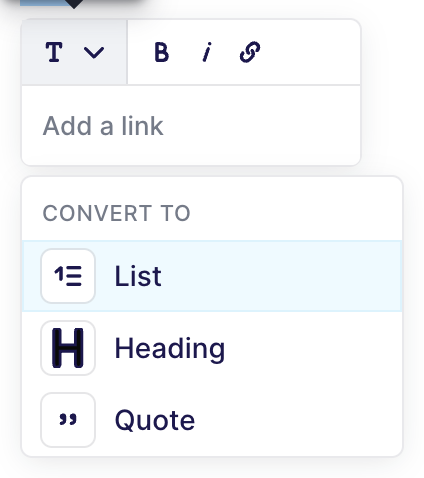 T B i
Add a link
CONVERT TO
List
H Heading
" Quote